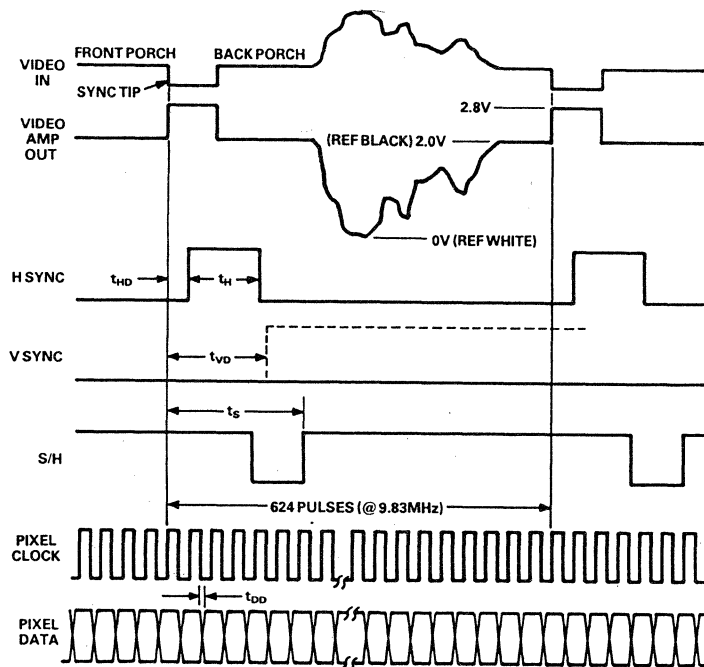 FRONT PORCH
BACK PORCH
VIDEO
IN
SYNC TIP
2.8V
VIDEO
AMP
OUT
(REF BLACK) 2.0V
0V (REF WHITE)
H SYNC
tHD
tH
V SYNC
tVD
tS
S/H
624 PULSES (@ 9.83MHz)
PIXEL
CLOCK
tDD
PIXEL
DATA